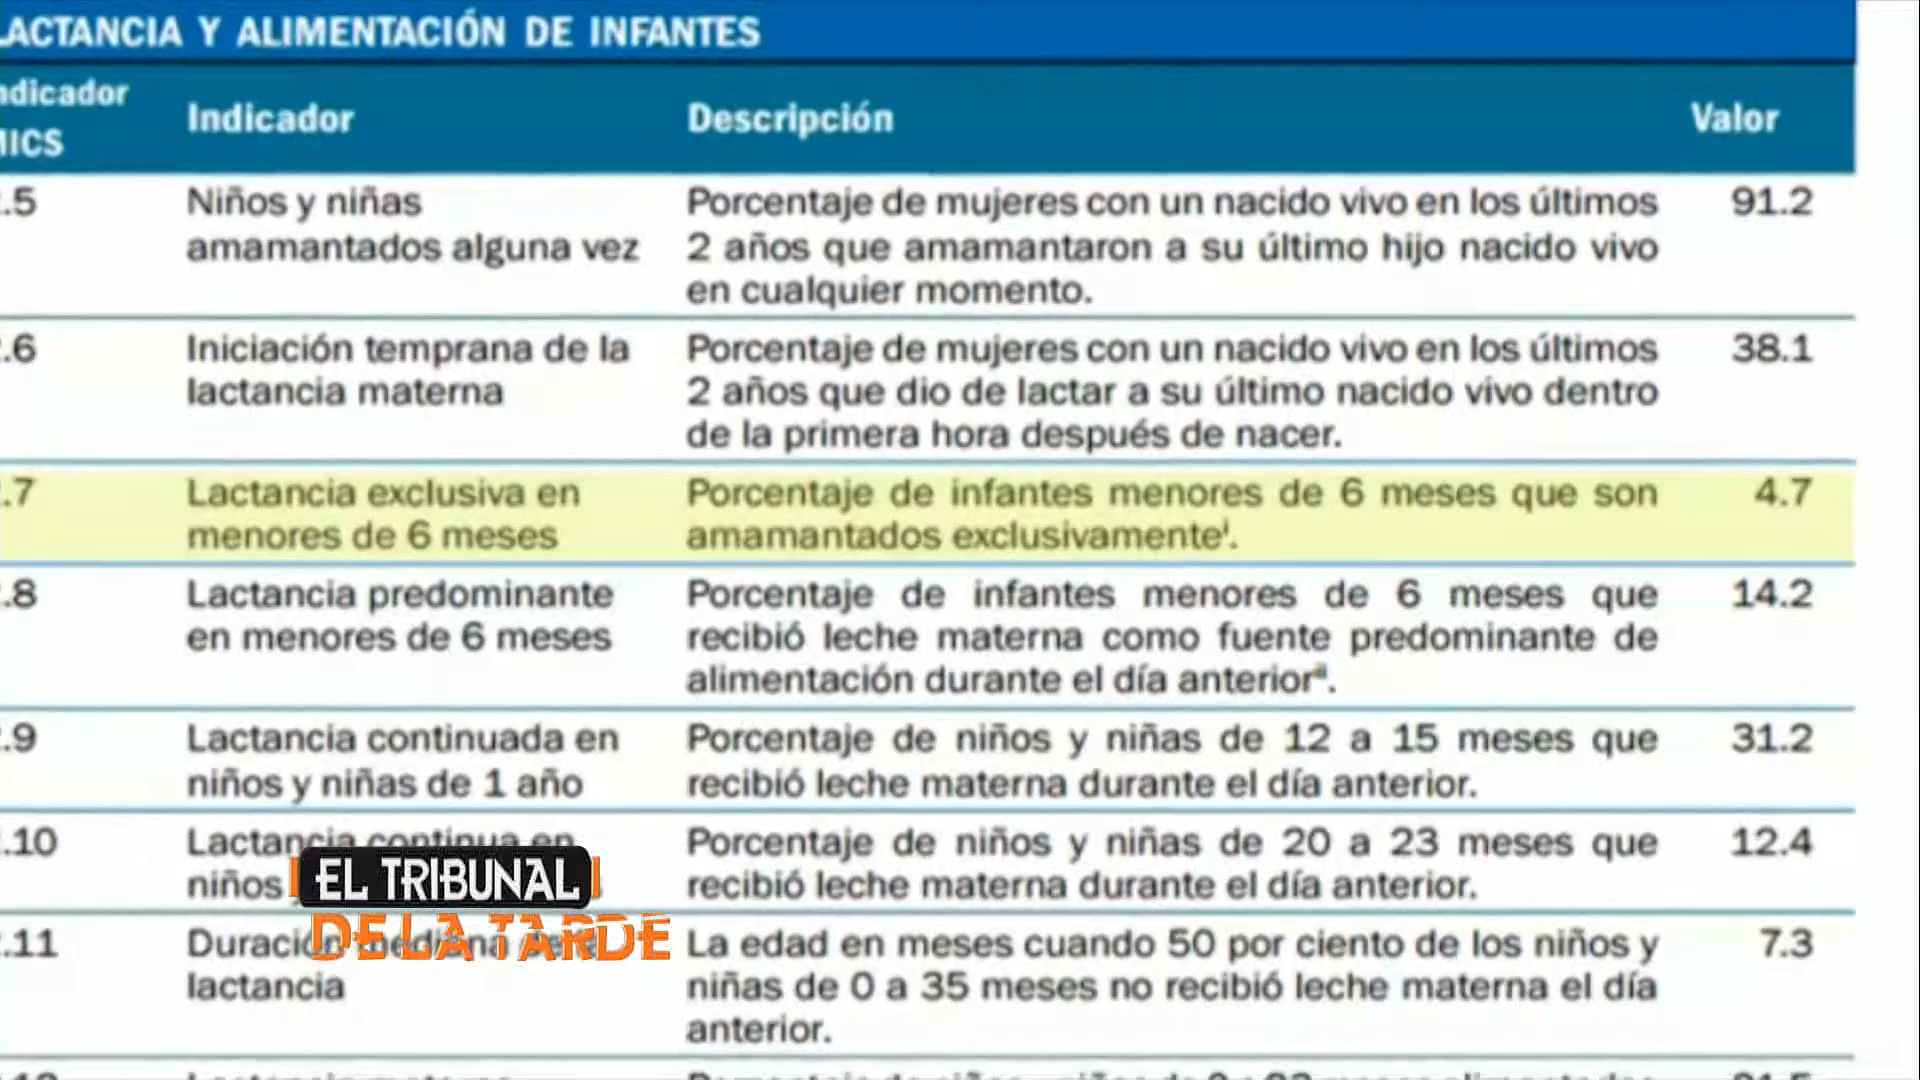 LACTANCIA Y ALIMENTACIÓN DE INFANTES
Indicador MICS
Indicador
Descripción
Valor
.5
Niños y niñas
amamantados alguna vez
Porcentaje de mujeres con un nacido vivo en los últimos
2 años que amamantaron a su último hijo nacido vivo
en cualquier momento.
91.2
.6
Iniciación temprana de la
lactancia materna
Porcentaje de mujeres con un nacido vivo en los últimos
2 años que dio de lactar a su último nacido vivo dentro
de la primera hora después de nacer.
38.1
.7
Lactancia exclusiva en
menores de 6 meses
Porcentaje de infantes menores de 6 meses que son
amamantados exclusivamente¹.
4.7
.8
Lactancia predominante
en menores de 6 meses
Porcentaje de infantes menores de 6 meses que
recibió leche materna como fuente predominante de
alimentación durante el día anterior.
14.2
.9
Lactancia continuada en
niños y niñas de 1 año
Porcentaje de niños y niñas de 12 a 15 meses que
recibió leche materna durante el día anterior.
31.2
.10
Lactancia continua en
niños
Porcentaje de niños y niñas de 20 a 23 meses que
recibió leche materna durante el día anterior.
12.4
.11
Duración mediana
lactancia
La edad en meses cuando 50 por ciento de los niños y
niñas de 0 a 35 meses no recibió leche materna el día
anterior.
7.3
EL TRIBUNAL
DE LA TARDE